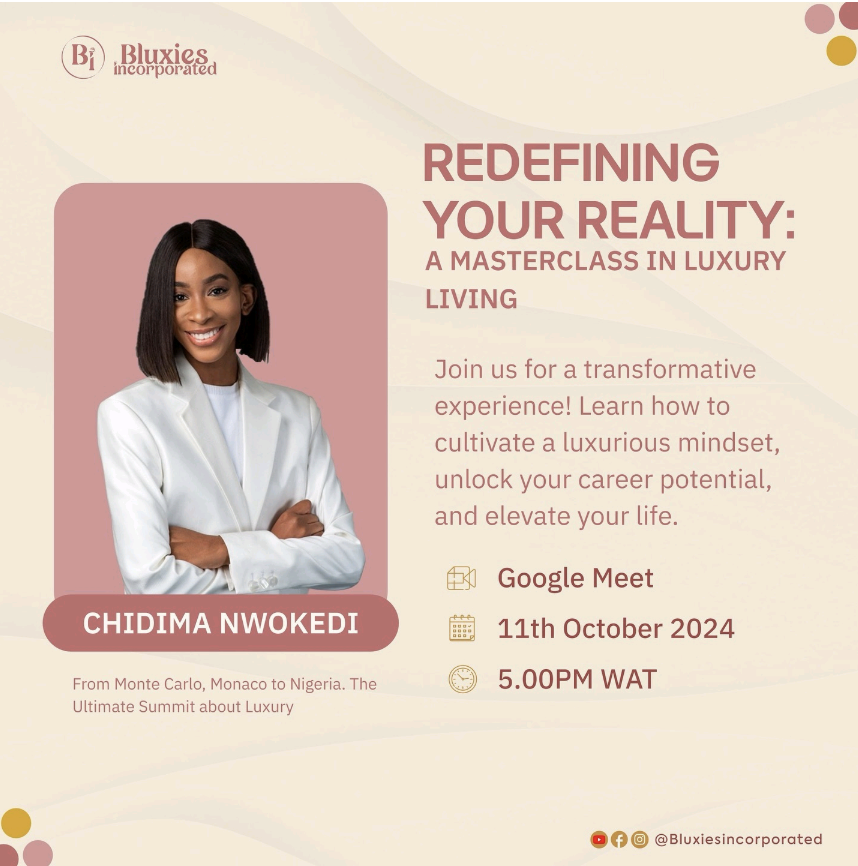 Bi Bluxies
incorporated
REDEFINING
YOUR REALITY:
A MASTERCLASS IN LUXURY
LIVING
Join us for a transformative
experience! Learn how to
cultivate a luxurious mindset,
unlock your career potential,
and elevate your life.
Google Meet
11th October 2024
5.00PM WAT
CHIDIMA NWOKEDI
From Monte Carlo, Monaco to Nigeria. The
Ultimate Summit about Luxury
@Bluxiesincorporated